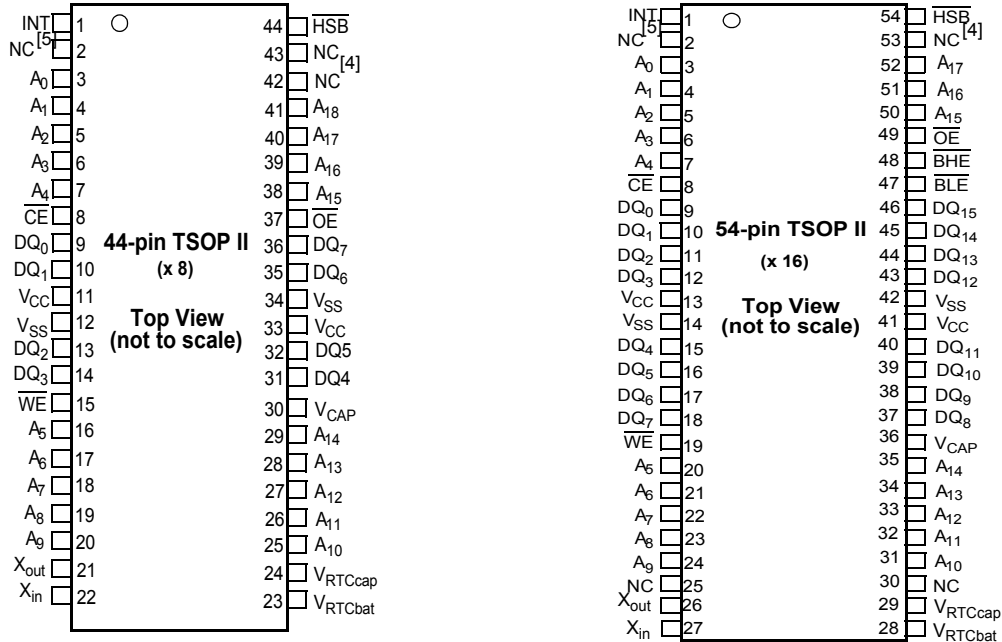 INT 1 44 HSB
NC [5] 2 43 NC [4]
A0 3 42 NC
A1 4 41 A18
A2 5 40 A17
A3 6 39 A16
A4 7 38 A15
CE 8 37 OE
DQ0 9 36 DQ7
DQ1 10 35 DQ6
VCC 11 34 VSS
VSS 12 33 VCC
DQ2 13 32 DQ5
DQ3 14 31 DQ4
WE 15 30 VCAP
A5 16 29 A14
A6 17 28 A13
A7 18 27 A12
A8 19 26 A11
A9 20 25 A10
Xout 21 24 VRTCcap
Xin 22 23 VRTCbat
44-pin TSOP II
(x 8)
Top View
(not to scale)
INT 1 54 HSB
NC [5] 2 53 NC [4]
A0 3 52 A17
A1 4 51 A16
A2 5 50 A15
A3 6 49 OE
A4 7 48 BHE
CE 8 47 BLE
DQ0 9 46 DQ15
DQ1 10 45 DQ14
DQ2 11 44 DQ13
DQ3 12 43 DQ12
VCC 13 42 VSS
VSS 14 41 VCC
DQ4 15 40 DQ11
DQ5 16 39 DQ10
DQ6 17 38 DQ9
DQ7 18 37 DQ8
WE 19 36 VCAP
A5 20 35 A14
A6 21 34 A13
A7 22 33 A12
A8 23 32 A11
A9 24 31 A10
NC 25 30 NC
Xout 26 29 VRTCcap
Xin 27 28 VRTCbat
54-pin TSOP II
(x 16)
Top View
(not to scale)